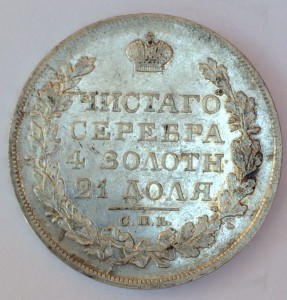 ЧИСТАГО
СЕРЕБРА
4 ЗОЛОТН
21 ДОЛЯ
С.П.Б.